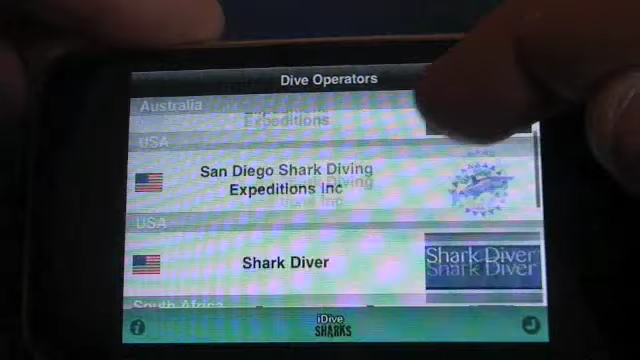 Dive Operators
Australia
Expeditions
USA
San Diego Shark Diving
Expeditions Inc
USA
Shark Diver
Shark Diver
South Africa
iDive
SHARKS